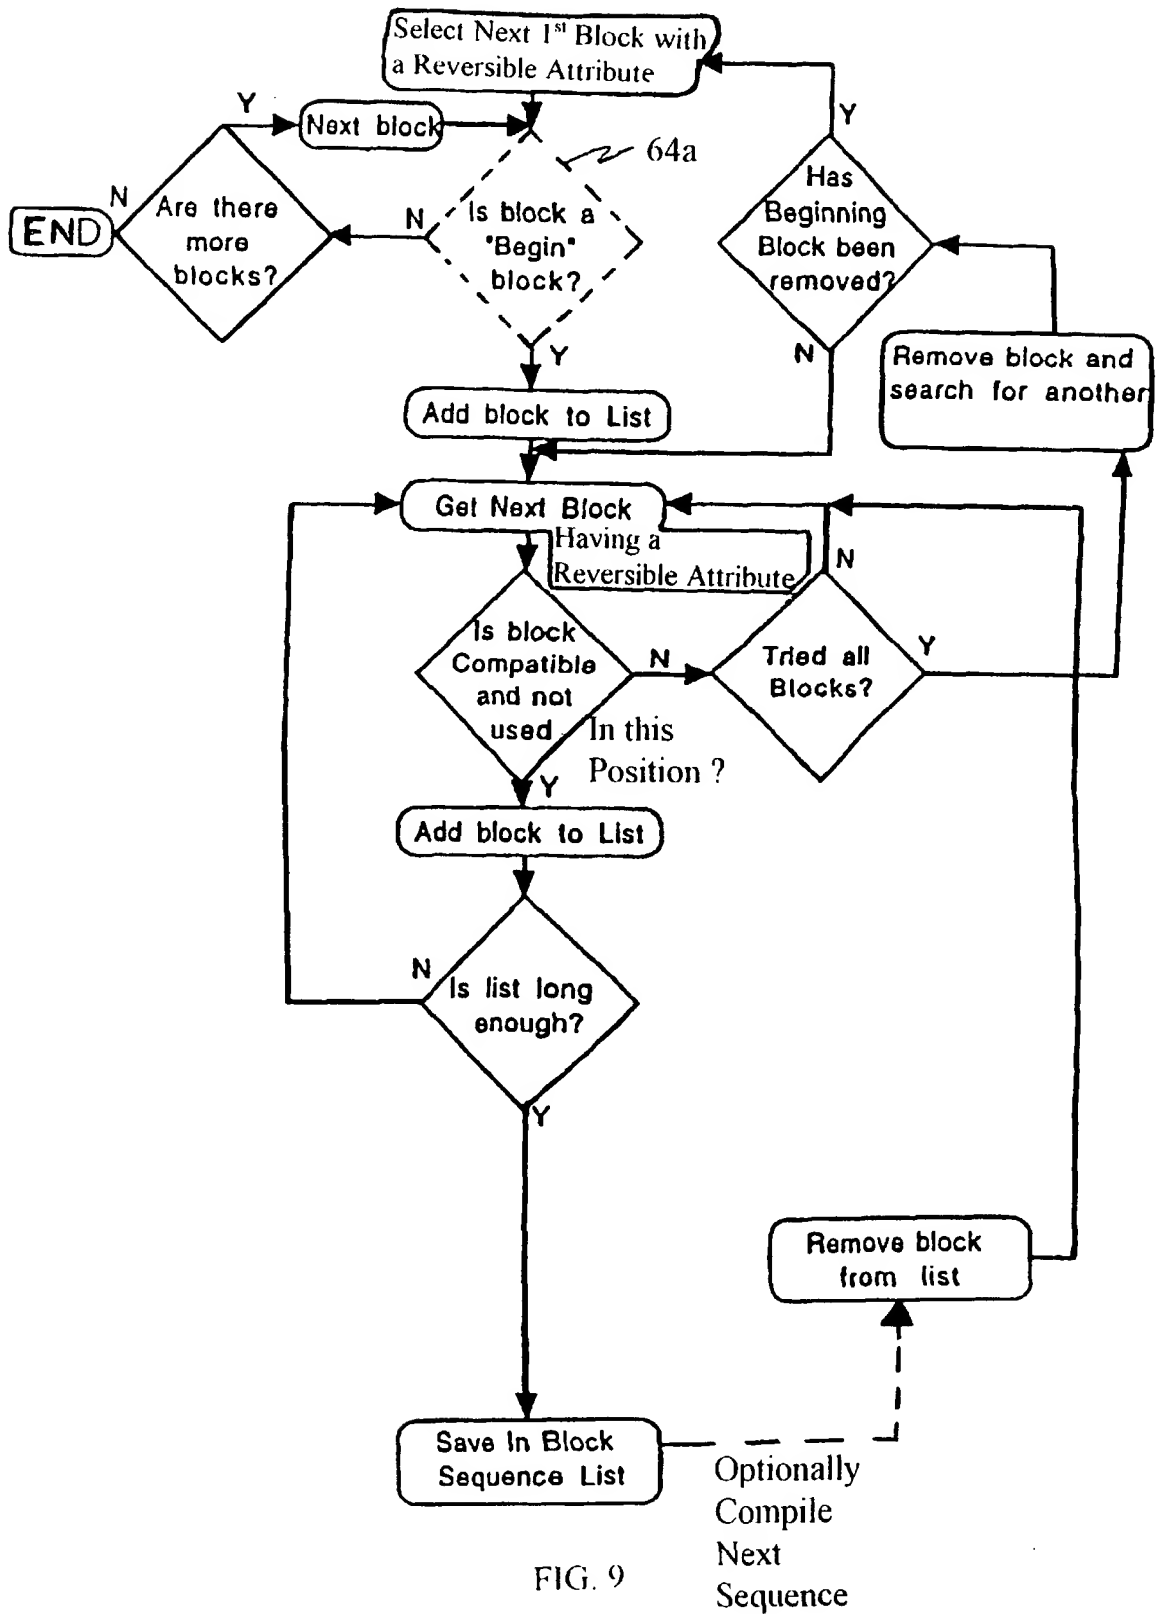 Select Next 1st Block with
a Reversible Attribute
Y
Next block
Y
64a
Has
Beginning
Block been
removed?
N
END
Are there
more
blocks?
N
Is block a
"Begin"
block?
Y
N
Remove block and
search for another
Add block to List
Get Next Block
Having a
Reversible Attribute
N
Is block
Compatible
and not
used
In this
Position ?
N
Tried all
Blocks?
Y
Y
Add block to List
N
Is list long
enough?
Y
Remove block
from list
Save In Block
Sequence List
Optionally
Compile
Next
Sequence
FIG. 9